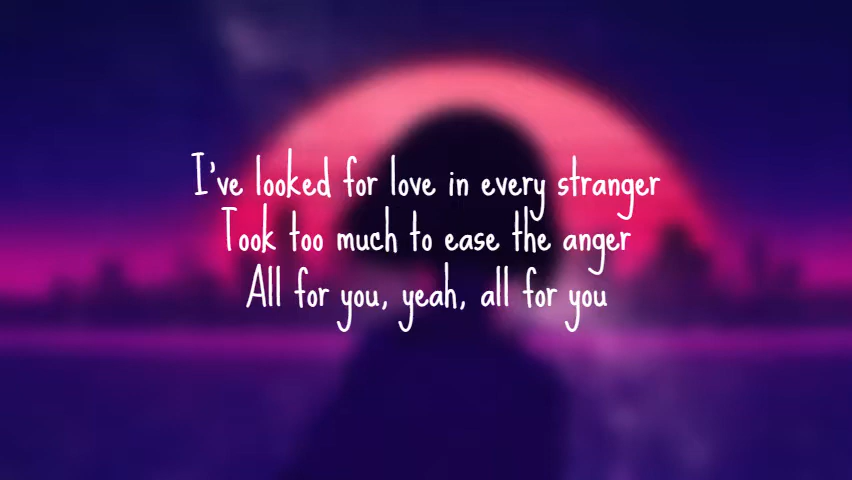 I've looked for love in every stranger
Took too much to ease the anger
All for you, yeah, all for you